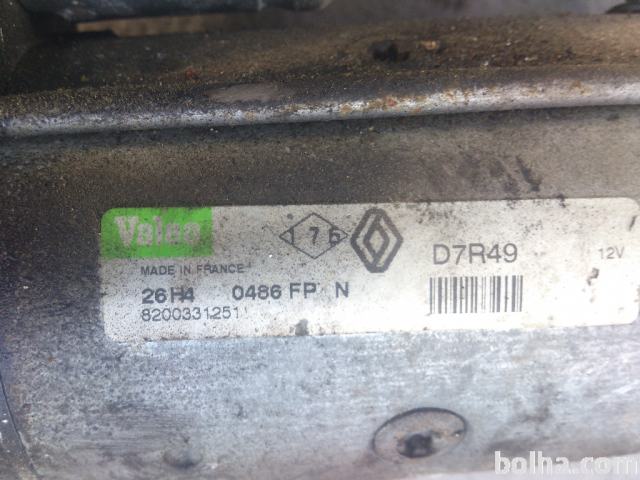 Valeo
176
D7R49
12V
MADE IN FRANCE
26H4 0486 FP N
8200331251
bolha.com